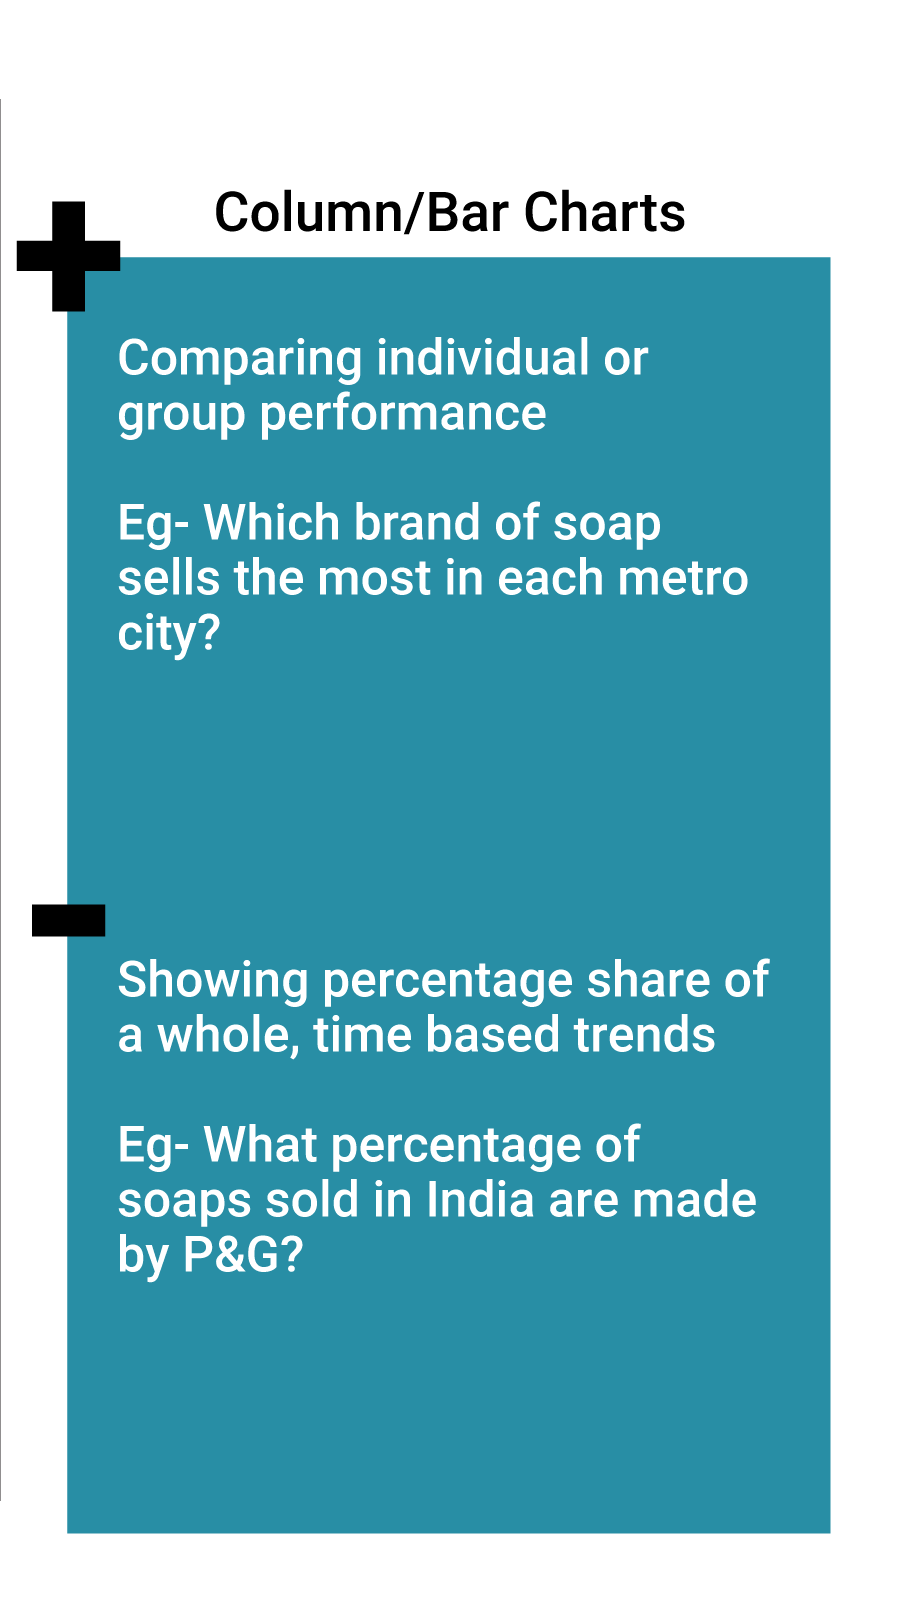 Column/Bar Charts
Comparing individual or
group performance
Eg- Which brand of soap
sells the most in each metro
city?
Showing percentage share of
a whole, time based trends
Eg- What percentage of
soaps sold in India are made
by P&G?